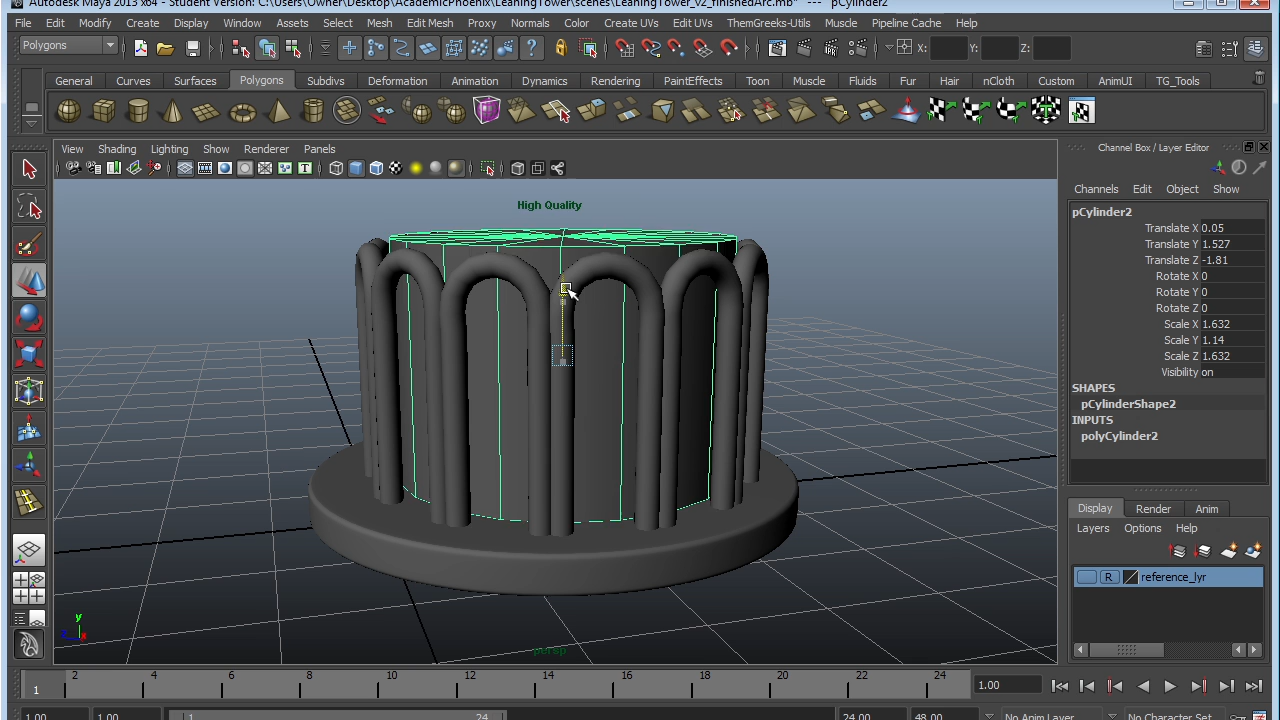 Autodesk Maya 2013 x64 - Student Version: C:\Users\Owner\Desktop\AcademicPhoenix\LeaningTower\scenes\LeaningTower_v2_finishedArc.mb* --- pCylinder2
File Edit Modify Create Display Window Assets Select Mesh Edit Mesh Proxy Normals Color Create UVs Edit UVs ThemGreeks-Utils Muscle Pipeline Cache Help
Polygons X: Y: Z:
General Curves Surfaces Polygons Subdivs Deformation Animation Dynamics Rendering PaintEffects Toon Muscle Fluids Fur Hair nCloth Custom AnimUI TG_Tools
View Shading Lighting Show Renderer Panels
Channel Box / Layer Editor
Channels Edit Object Show
High Quality
pCylinder2
Translate X 0.05
Translate Y 1.527
Translate Z -1.81
Rotate X 0
Rotate Y 0
Rotate Z 0
Scale X 1.632
Scale Y 1.14
Scale Z 1.632
Visibility on
SHAPES
pCylinderShape2
INPUTS
polyCylinder2
Display Render Anim
Layers Options Help
R reference_lyr
y
z x
persp
1 2 4 6 8 10 12 14 16 18 20 22 24
1.00
1.00 1.00 1 24 24.00 48.00 No Anim Layer No Character Set